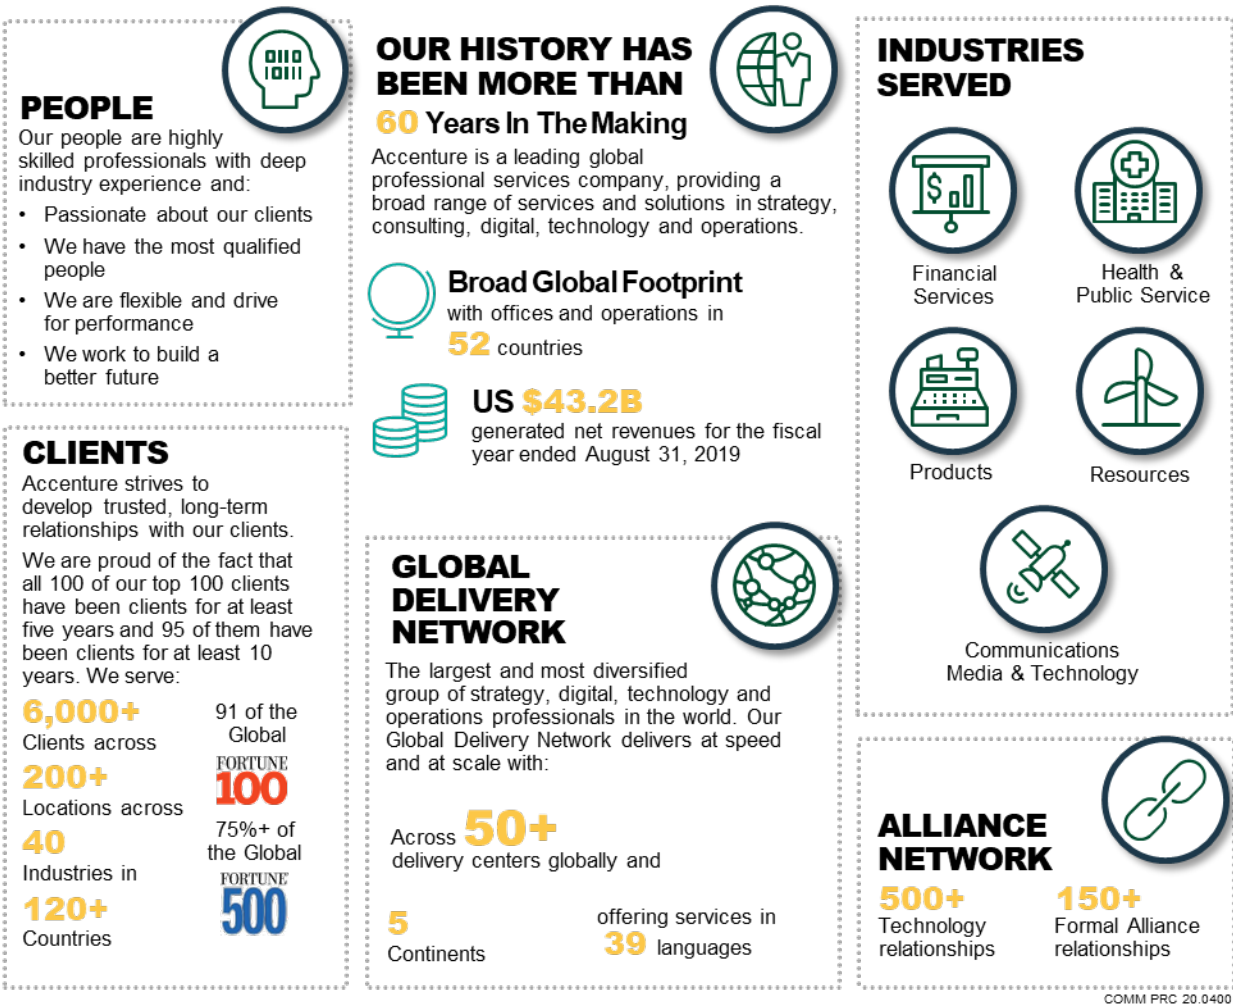 PEOPLE
Our people are highly
skilled professionals with deep
industry experience and:
• Passionate about our clients
• We have the most qualified
people
• We are flexible and drive
for performance
• We work to build a
better future
CLIENTS
Accenture strives to
develop trusted, long-term
relationships with our clients.
We are proud of the fact that
all 100 of our top 100 clients
have been clients for at least
five years and 95 of them have
been clients for at least 10
years. We serve:
6,000+
Clients across
200+
Locations across
40
Industries in
120+
Countries
91 of the
Global
FORTUNE
100
75%+ of
the Global
FORTUNE
500
OUR HISTORY HAS
BEEN MORE THAN
60 Years In The Making
Accenture is a leading global
professional services company, providing a
broad range of services and solutions in strategy,
consulting, digital, technology and operations.
Broad Global Footprint
with offices and operations in
52 countries
US $43.2B
generated net revenues for the fiscal
year ended August 31, 2019
GLOBAL
DELIVERY
NETWORK
The largest and most diversified
group of strategy, digital, technology and
operations professionals in the world. Our
Global Delivery Network delivers at speed
and at scale with:
Across 50+
delivery centers globally and
5
Continents
offering services in
39 languages
INDUSTRIES
SERVED
$
Financial
Services
Health &
Public Service
Products
Resources
Communications
Media & Technology
ALLIANCE
NETWORK
500+
Technology
relationships
150+
Formal Alliance
relationships
COMM PRC 20.0400